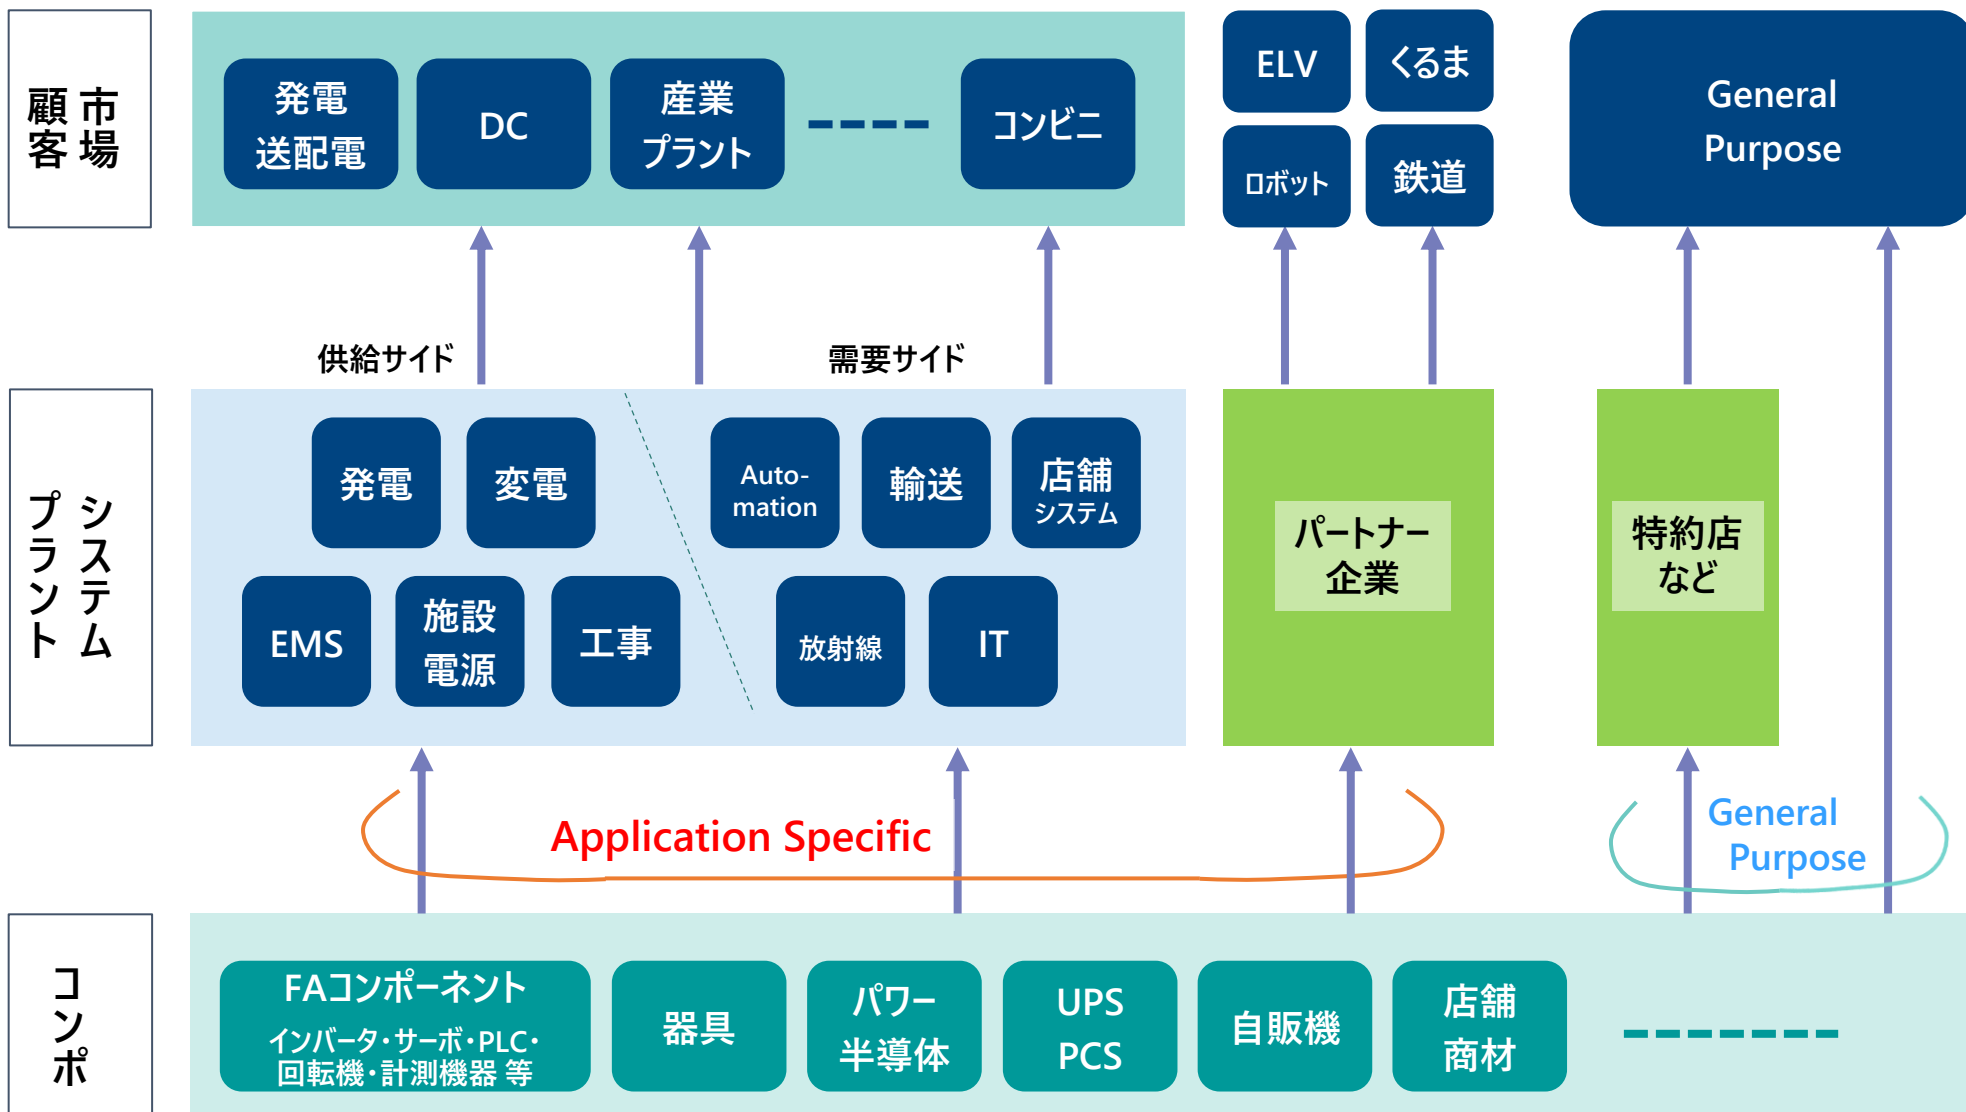 市場
顧客
発電
送配電
DC
産業
プラント
コンビニ
ELV
くるま
ロボット
鉄道
General
Purpose
供給サイド
需要サイド
システム
プラント
発電
変電
Auto-
mation
輸送
店舗
システム
EMS
施設
電源
工事
放射線
IT
パートナー
企業
特約店
など
Application Specific
General
Purpose
コンポ
FAコンポーネント
インバータ・サーボ・PLC・
回転機・計測機器 等
器具
パワー
半導体
UPS
PCS
自販機
店舗
商材